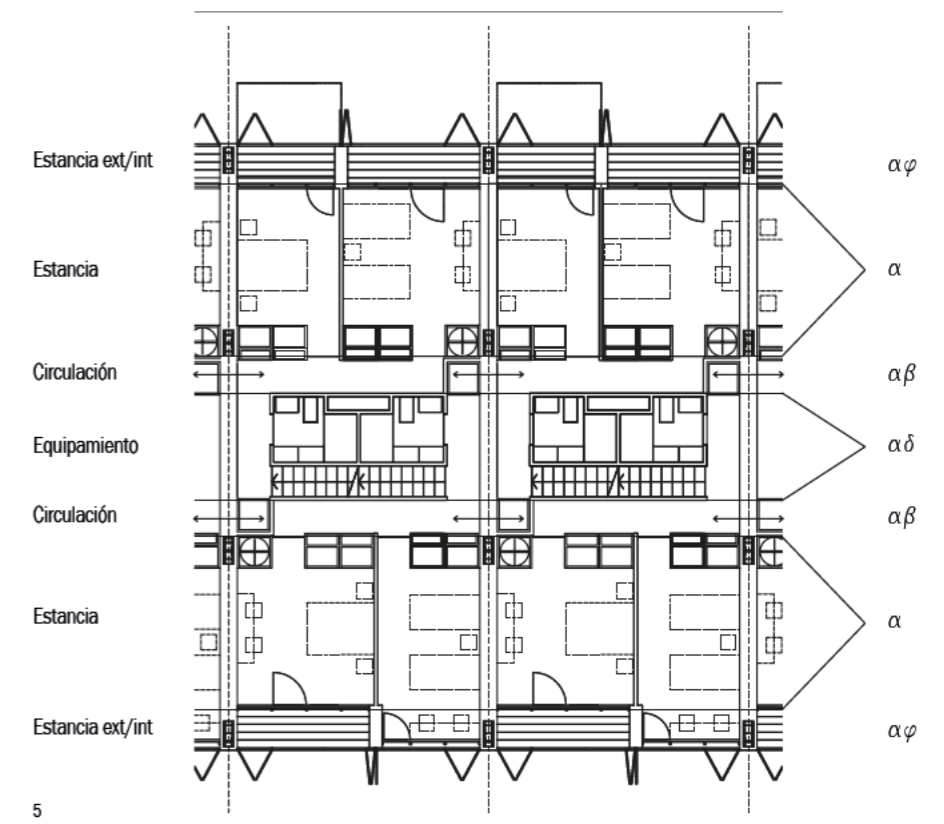 Estancia ext/int αφ
Estancia α
Circulación αβ
Equipamiento αδ
Circulación αβ
Estancia α
Estancia ext/int αφ
5